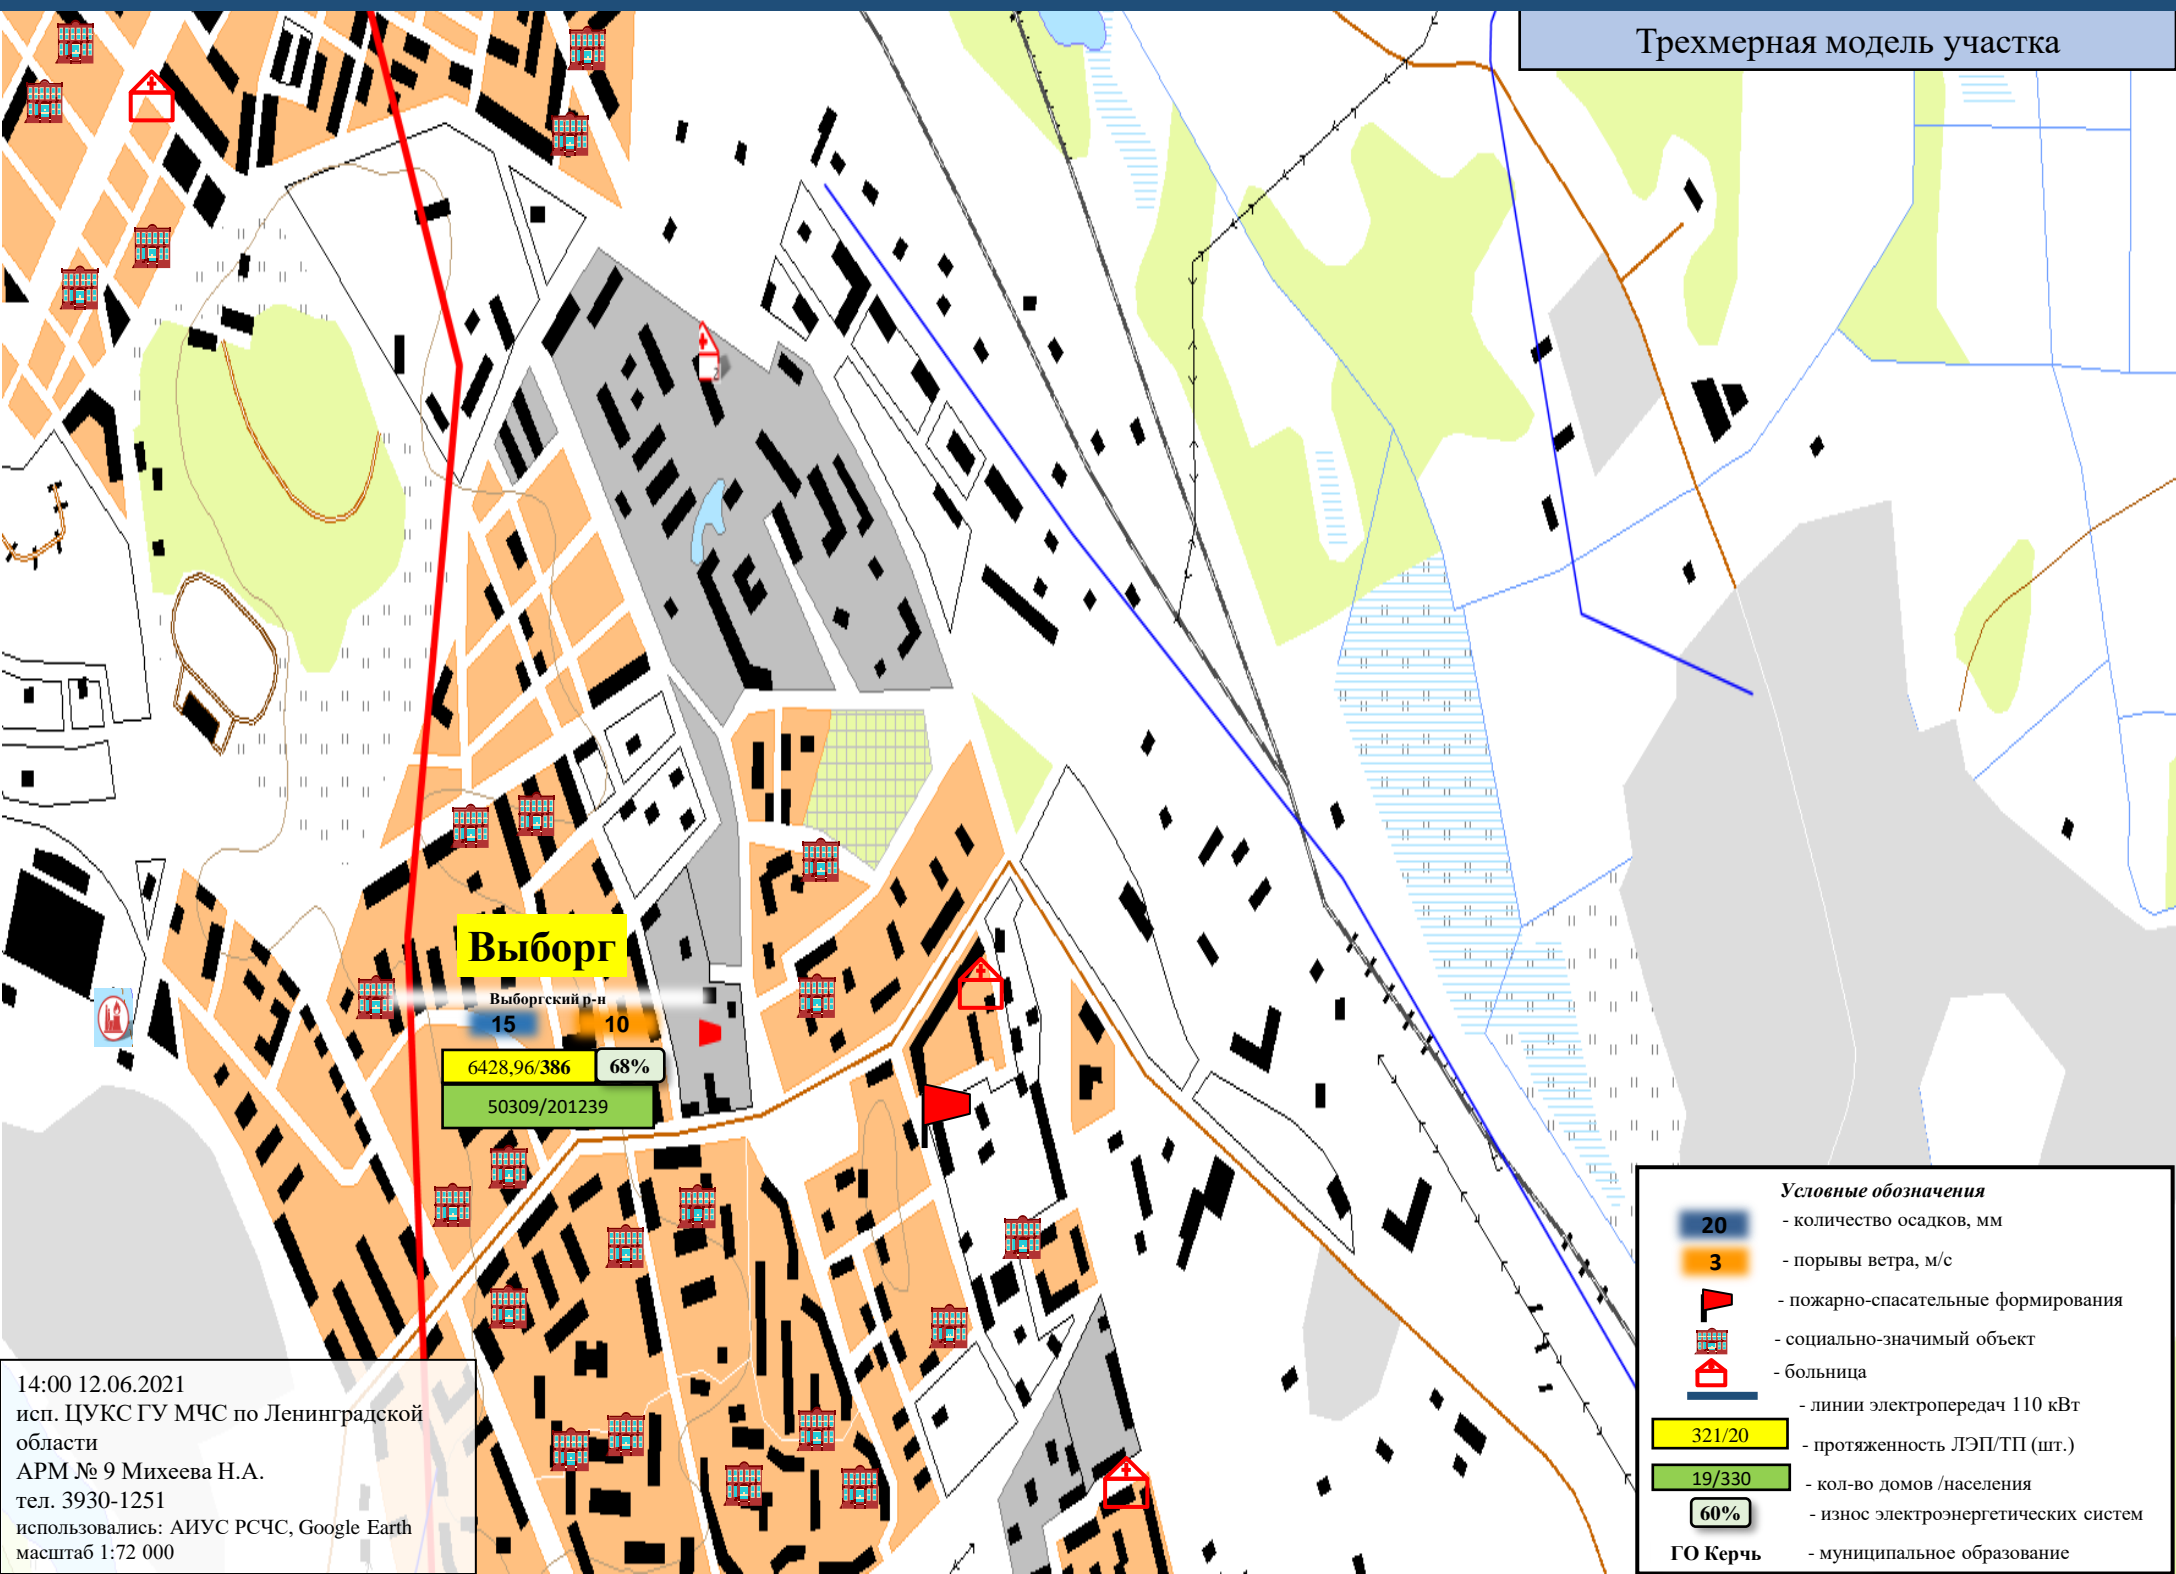 Трехмерная модель участка
Выборг
Выборгский р-н
15
10
6428,96/386
68%
50309/201239
2
14:00 12.06.2021
исп. ЦУКС ГУ МЧС по Ленинградской
области
АРМ № 9 Михеева Н.А.
тел. 3930-1251
использовались: АИУС РСЧС, Google Earth
масштаб 1:72 000
Условные обозначения
20 - количество осадков, мм
3 - порывы ветра, м/с
- пожарно-спасательные формирования
- социально-значимый объект
- больница
- линии электропередач 110 кВт
321/20 - протяженность ЛЭП/ТП (шт.)
19/330 - кол-во домов /населения
60% - износ электроэнергетических систем
ГО Керчь - муниципальное образование